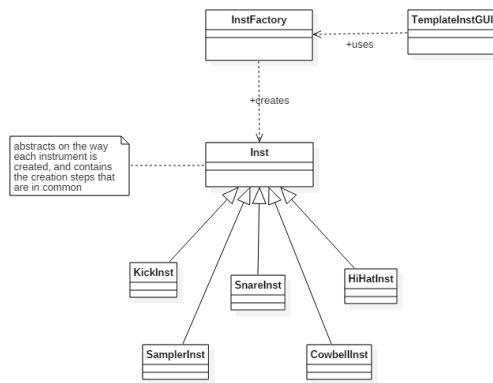 InstFactory
TemplateInstGUI
+uses
+creates
Inst
abstracts on the way
each instrument is
created, and contains
the creation steps that
are in common
KickInst
SnareInst
HiHatInst
SamplerInst
CowbellInst